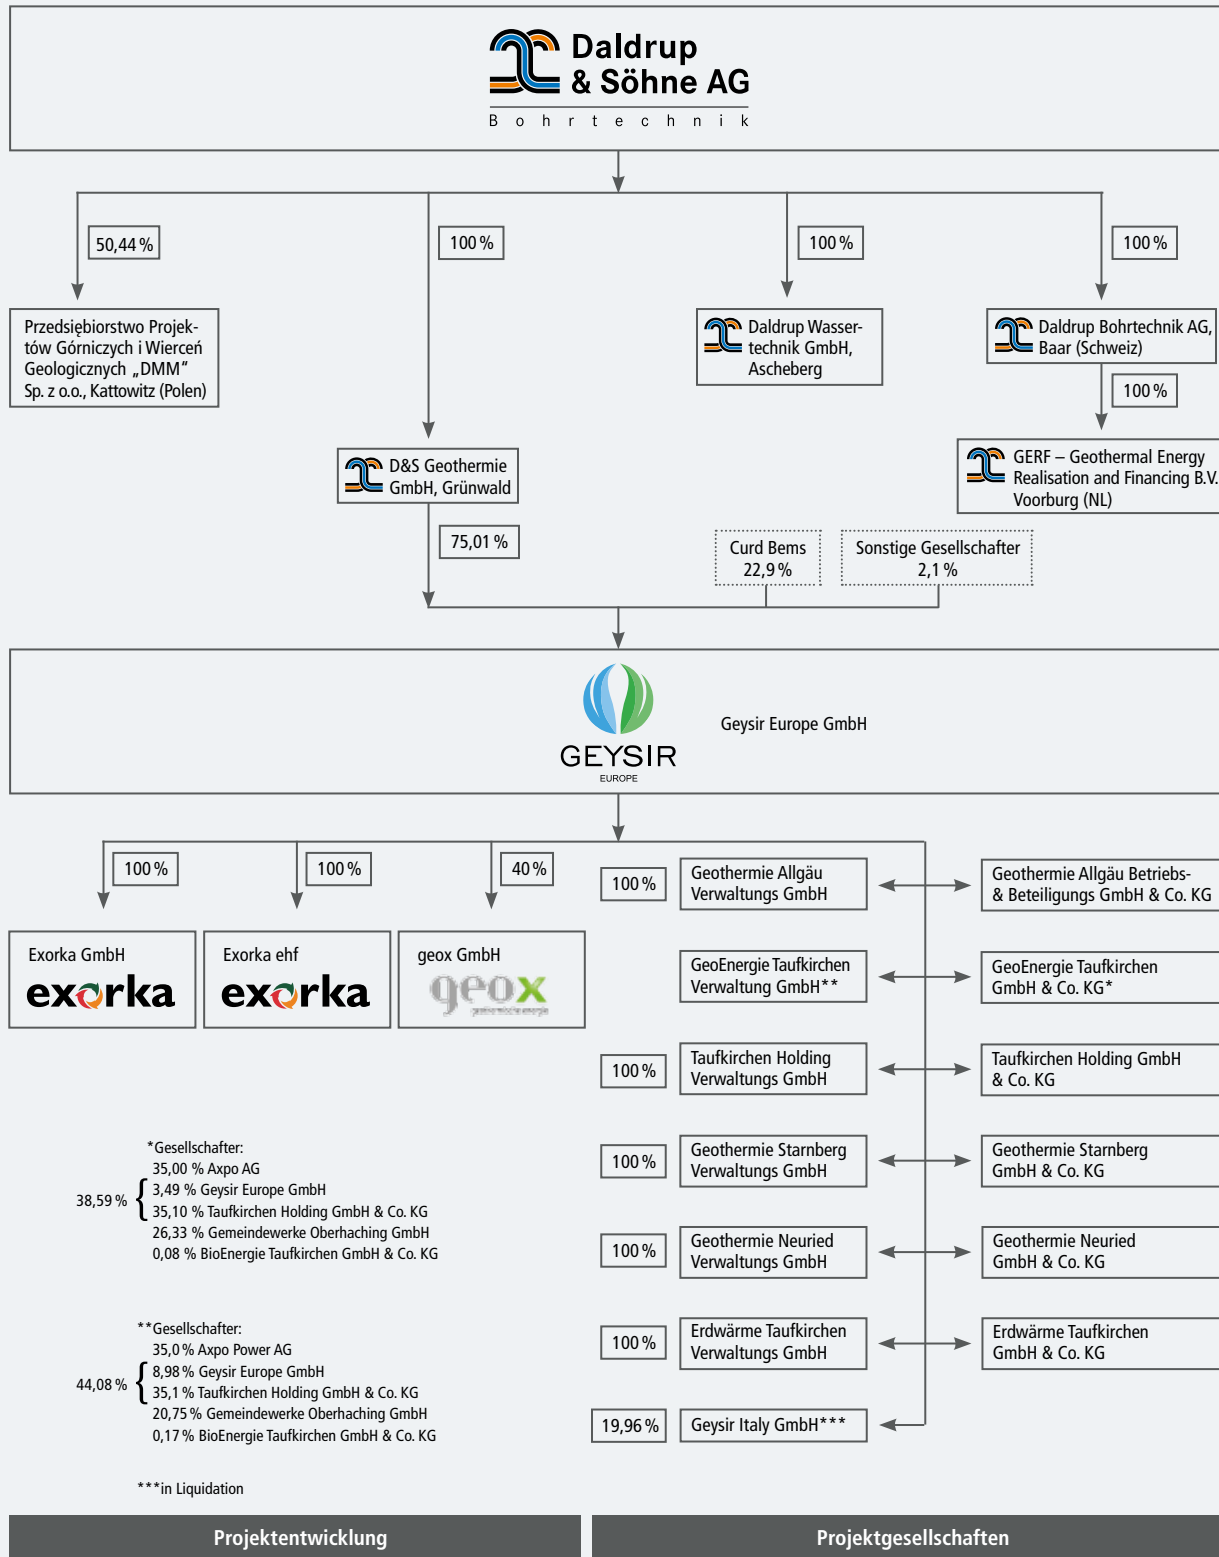 Daldrup
& Söhne AG
Bohrtechnik
50,44 %
100 %
100 %
100 %
Przedsiębiorstwo Projek-
tów Górniczych i Wierceń
Geologicznych „DMM“
Sp. z o.o., Kattowitz (Polen)
Daldrup Wasser-
technik GmbH,
Ascheberg
Daldrup Bohrtechnik AG,
Baar (Schweiz)
100 %
D&S Geothermie
GmbH, Grünwald
GERF – Geothermal Energy
Realisation and Financing B.V.
Voorburg (NL)
75,01 %
Curd Bems
22,9 %
Sonstige Gesellschafter
2,1 %
GEYSIR
EUROPE
Geysir Europe GmbH
100 %
100 %
40 %
Exorka GmbH
exorka
Exorka ehf
exorka
geox GmbH
geox
geothermische energie
100 %
Geothermie Allgäu
Verwaltungs GmbH
Geothermie Allgäu Betriebs-
& Beteiligungs GmbH & Co. KG
GeoEnergie Taufkirchen
Verwaltung GmbH**
GeoEnergie Taufkirchen
GmbH & Co. KG*
100 %
Taufkirchen Holding
Verwaltungs GmbH
Taufkirchen Holding GmbH
& Co. KG
100 %
Geothermie Starnberg
Verwaltungs GmbH
Geothermie Starnberg
GmbH & Co. KG
100 %
Geothermie Neuried
Verwaltungs GmbH
Geothermie Neuried
GmbH & Co. KG
100 %
Erdwärme Taufkirchen
Verwaltungs GmbH
Erdwärme Taufkirchen
GmbH & Co. KG
19,96 %
Geysir Italy GmbH***
*Gesellschafter:
35,00 % Axpo AG
38,59 %
3,49 % Geysir Europe GmbH
35,10 % Taufkirchen Holding GmbH & Co. KG
26,33 % Gemeindewerke Oberhaching GmbH
0,08 % BioEnergie Taufkirchen GmbH & Co. KG
**Gesellschafter:
35,0 % Axpo Power AG
44,08 %
8,98 % Geysir Europe GmbH
35,1 % Taufkirchen Holding GmbH & Co. KG
20,75 % Gemeindewerke Oberhaching GmbH
0,17 % BioEnergie Taufkirchen GmbH & Co. KG
***in Liquidation
Projektentwicklung
Projektgesellschaften